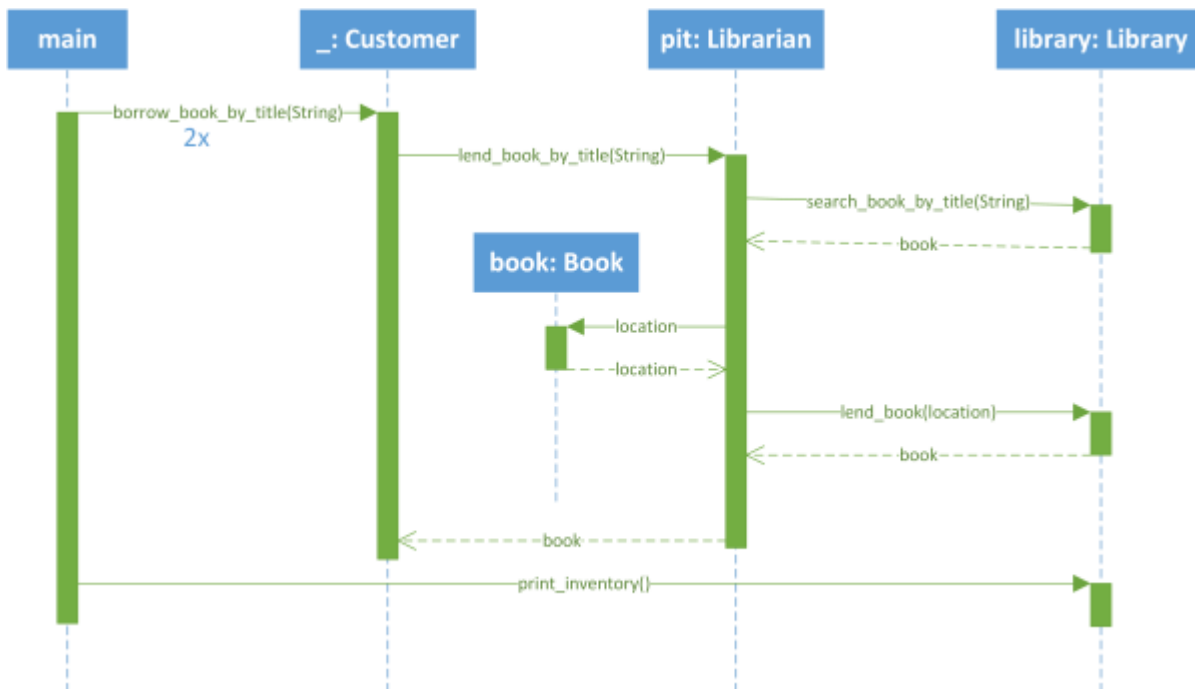 main
_: Customer
pit: Librarian
library: Library
borrow_book_by_title(String)
2x
lend_book_by_title(String)
search_book_by_title(String)
book
book: Book
location
location
lend_book(location)
book
book
print_inventory()